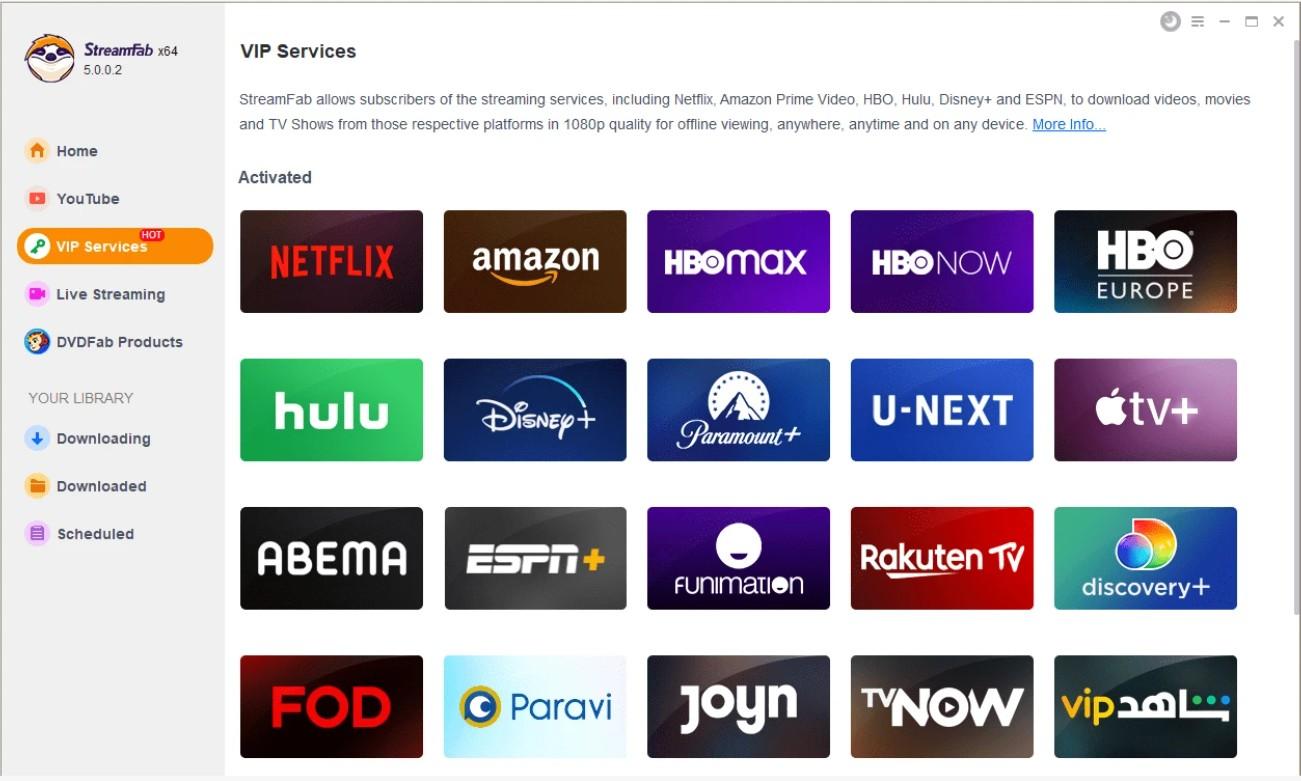 StreamFab x64
5.0.0.2
Home
YouTube
VIP Services HOT
Live Streaming
DVDFab Products
YOUR LIBRARY
Downloading
Downloaded
Scheduled
VIP Services
StreamFab allows subscribers of the streaming services, including Netflix, Amazon Prime Video, HBO, Hulu, Disney+ and ESPN, to download videos, movies
and TV Shows from those respective platforms in 1080p quality for offline viewing, anywhere, anytime and on any device. More Info...
Activated
NETFLIX
amazon
HBOmax
HBONOW
HBO®
EUROPE
hulu
Disney+
Paramount+
U-NEXT
tv+
ABEMA
ESPN+
FUNIMATION
Rakuten TV
discovery+
FOD
Paravi
JOYN
TVNOW
vip شاهد